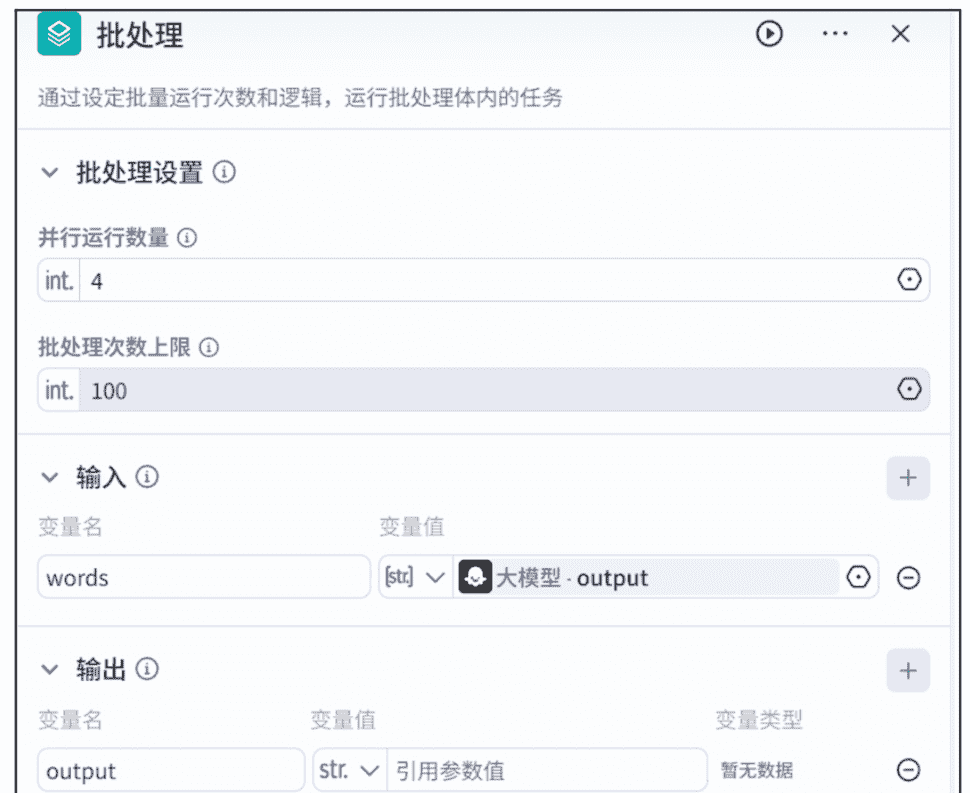 批处理
通过设定批量运行次数和逻辑，运行批处理体内的任务
批处理设置
并行运行数量
int. 4
批处理次数上限
int. 100
输入
变量名 变量值
words [str.] 大模型 · output
输出
变量名 变量值 变量类型
output str. 引用参数值 暂无数据